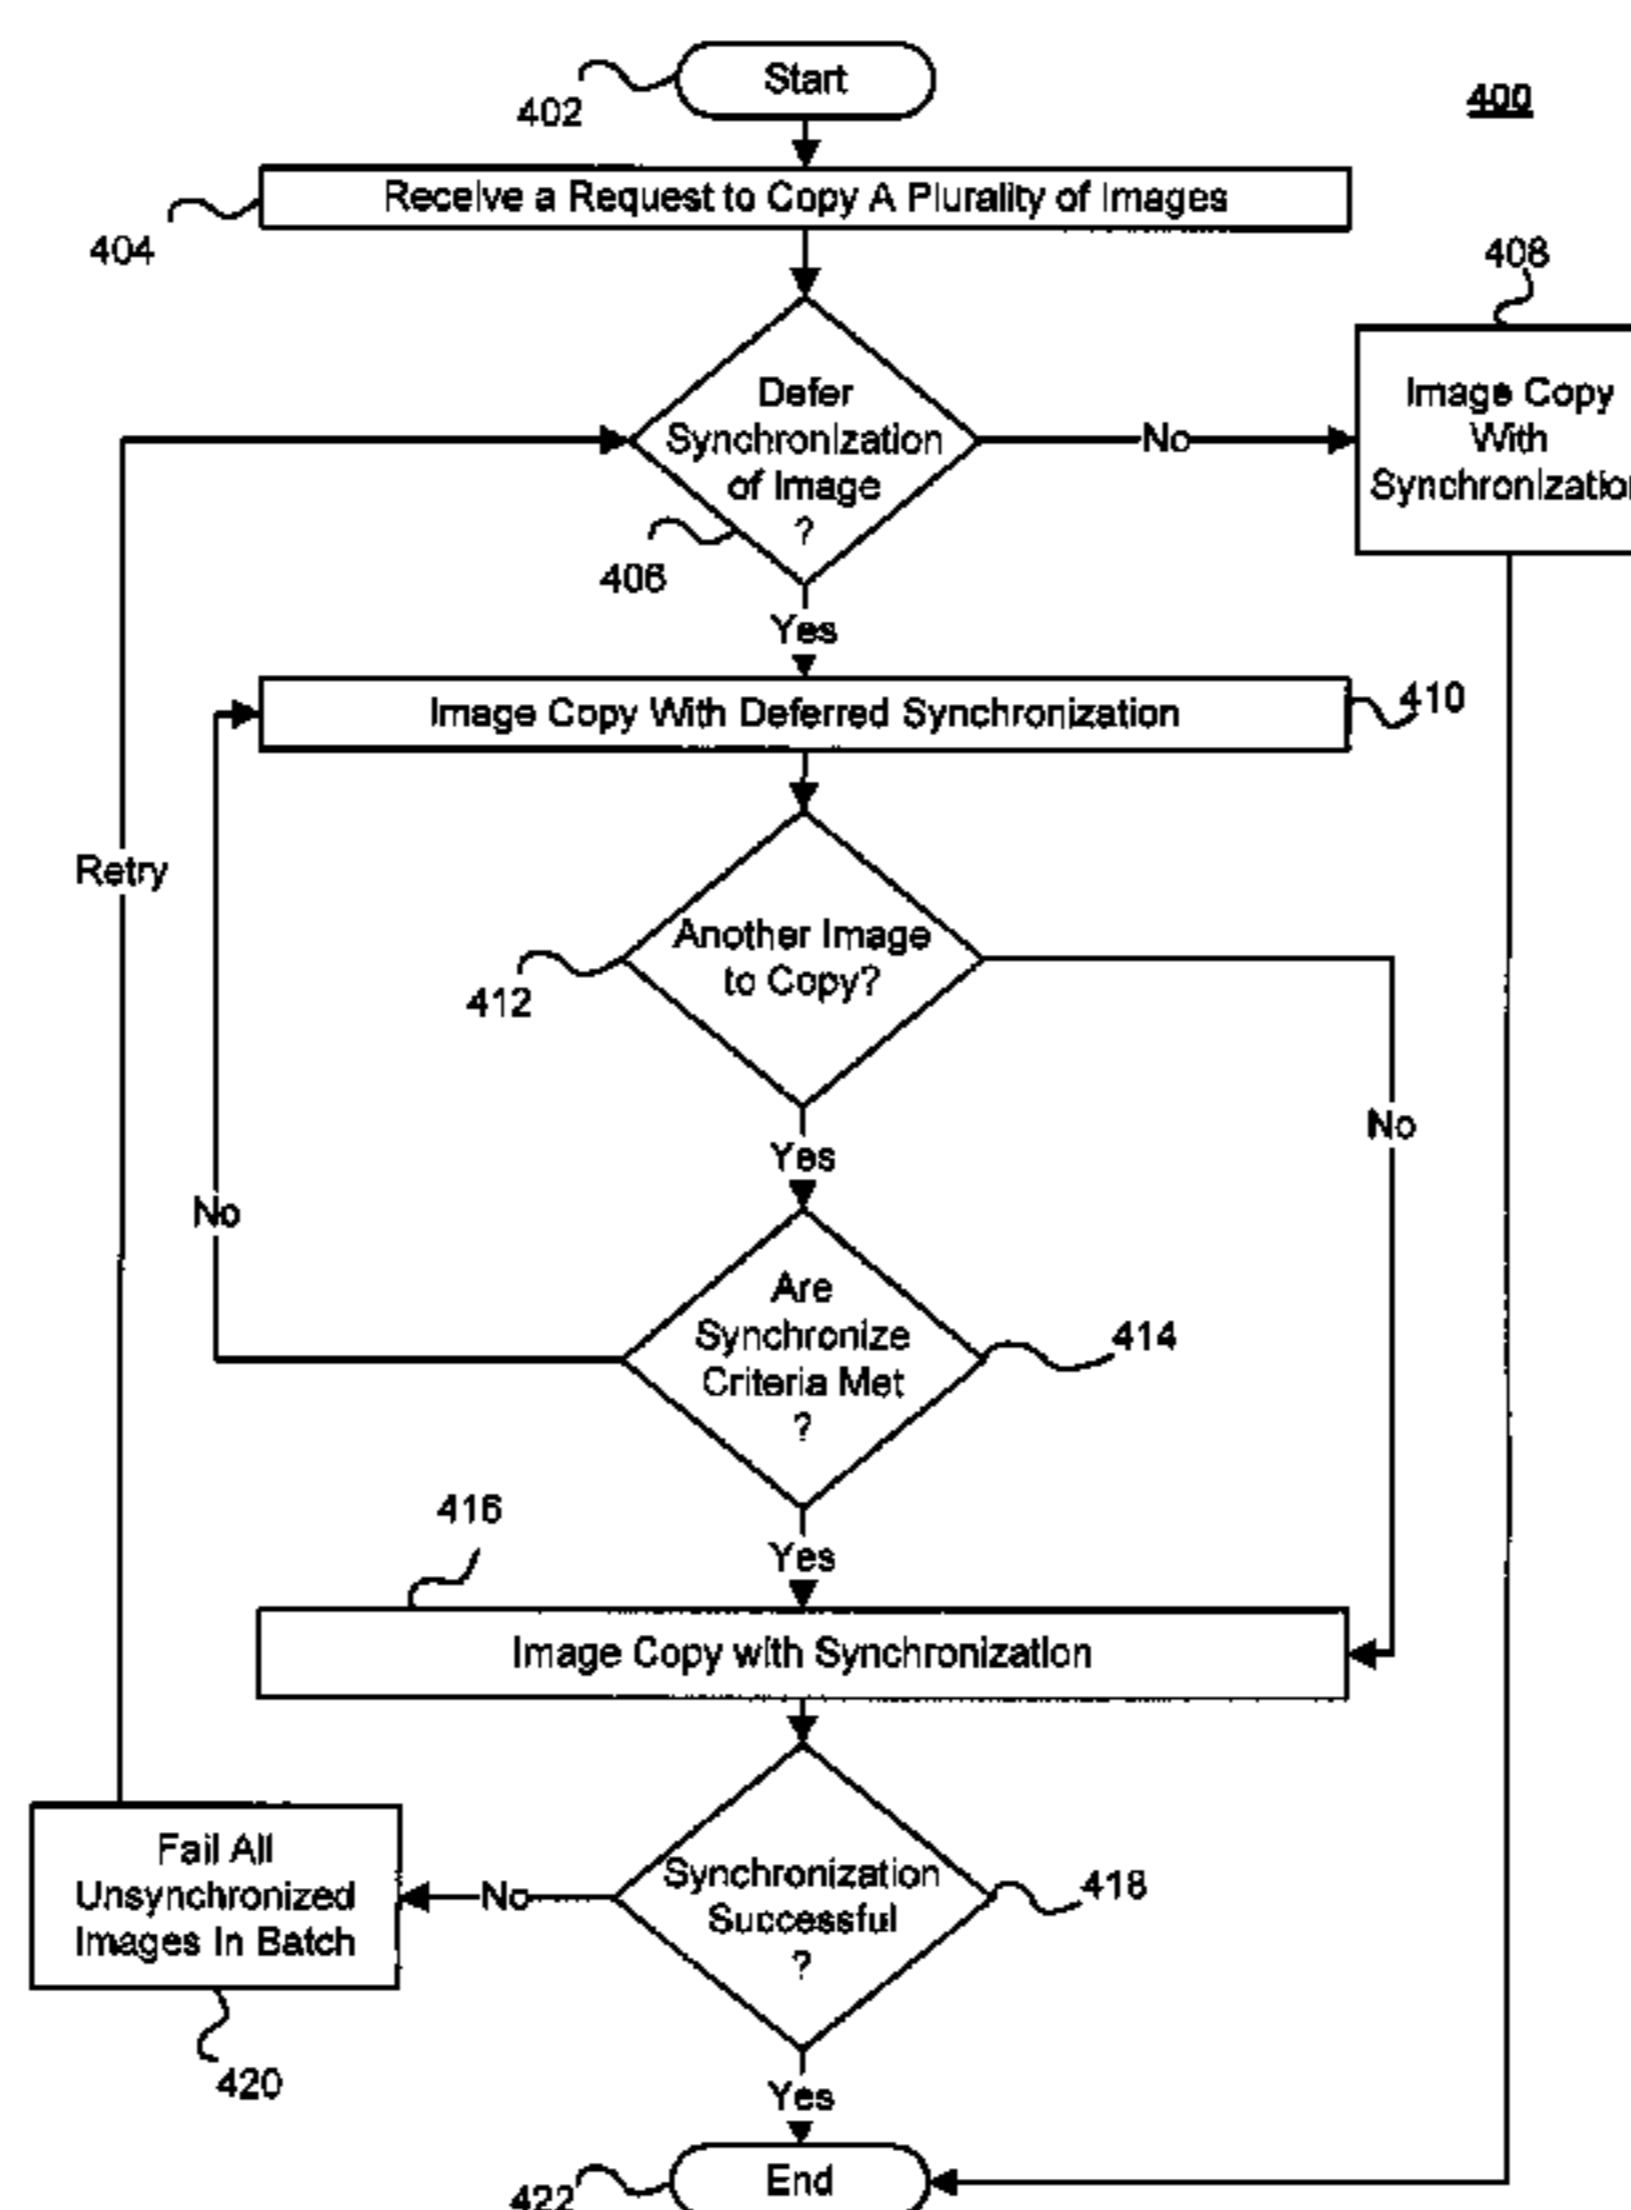 Start
402
400
Receive a Request to Copy A Plurality of Images
404
408
Defer
Synchronization
of Image
?
406
No
Image Copy
With
Synchronization
Yes
Image Copy With Deferred Synchronization
410
Retry
Another Image
to Copy?
412
No
Yes
No
Are
Synchronize
Criteria Met
?
414
416
Yes
Image Copy with Synchronization
Fail All
Unsynchronized
Images In Batch
No
Synchronization
Successful
?
418
420
Yes
End
422